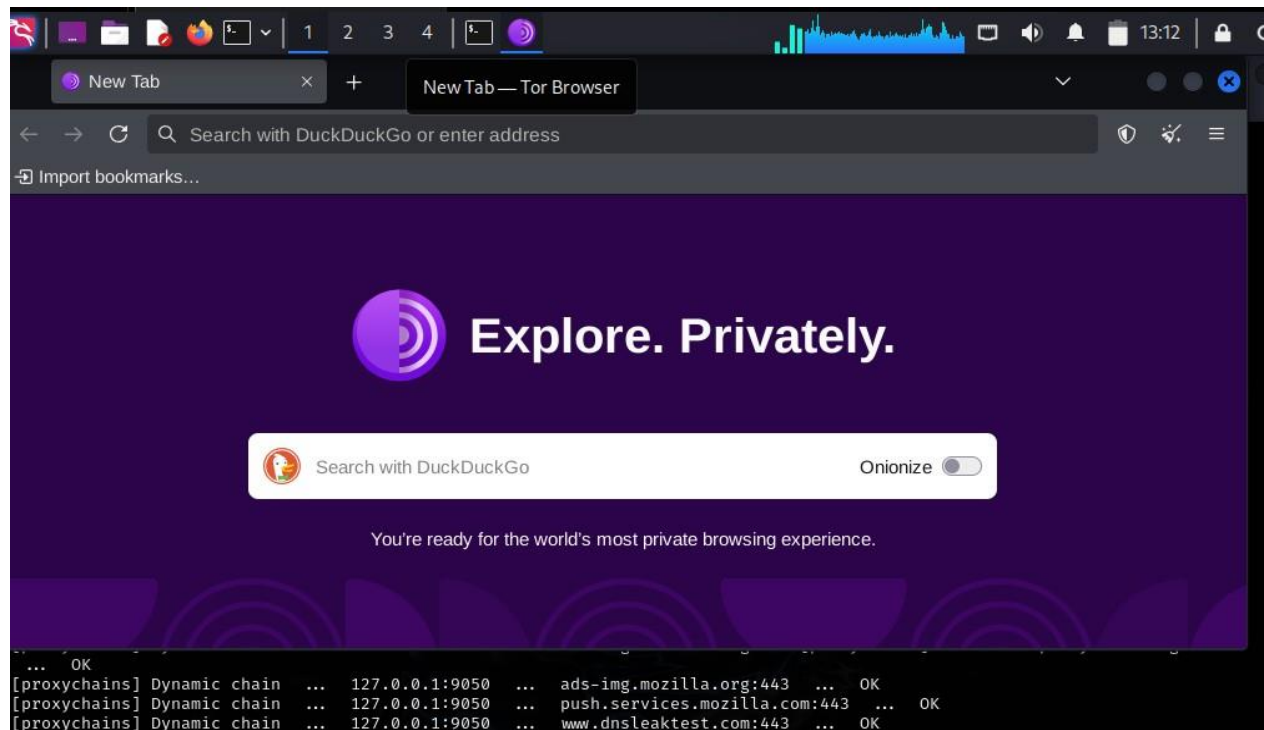 1 2 3 4 13:12
New Tab
New Tab — Tor Browser
Search with DuckDuckGo or enter address
Import bookmarks…
Explore. Privately.
Search with DuckDuckGo Onionize
You're ready for the world's most private browsing experience.
... OK
[proxychains] Dynamic chain ... 127.0.0.1:9050 ... ads-img.mozilla.org:443 ... OK
[proxychains] Dynamic chain ... 127.0.0.1:9050 ... push.services.mozilla.com:443 ... OK
[proxychains] Dynamic chain ... 127.0.0.1:9050 ... www.dnsleaktest.com:443 ... OK